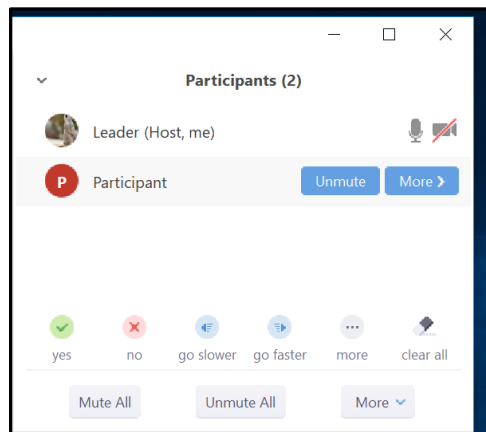 Participants (2)
Leader (Host, me)
P Participant Unmute More
yes no go slower go faster more clear all
Mute All Unmute All More